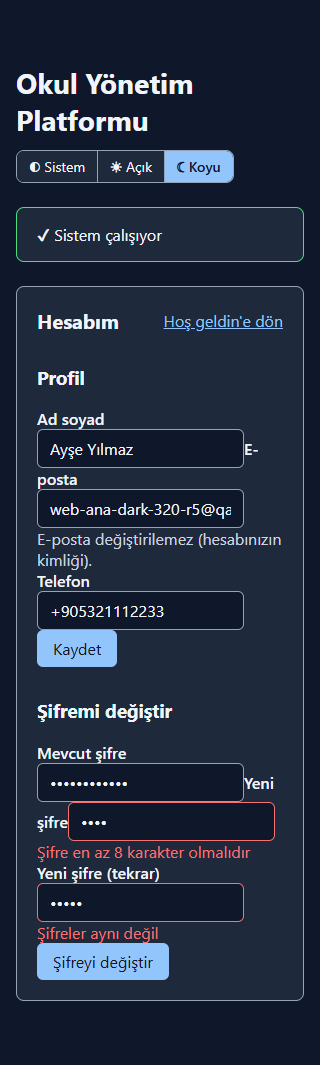 Okul Yönetim
Platformu
Sistem
Açık
Koyu
✓ Sistem çalışıyor
Hesabım
Hoş geldin'e dön
Profil
Ad soyad
Ayşe Yılmaz
E-
posta
web-ana-dark-320-r5@qa
E-posta değiştirilemez (hesabınızın
kimliği).
Telefon
+905321112233
Kaydet
Şifremi değiştir
Mevcut şifre
••••••••••••
Yeni
şifre
••••
Şifre en az 8 karakter olmalıdır
Yeni şifre (tekrar)
•••••
Şifreler aynı değil
Şifreyi değiştir